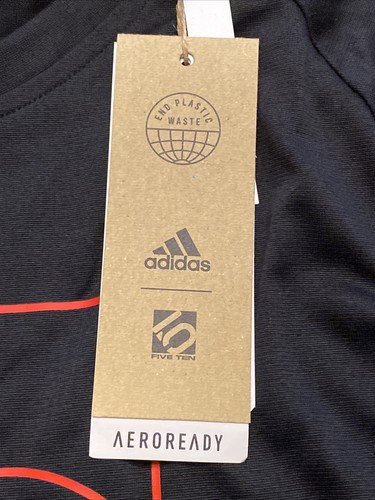 END PLASTIC
WASTE
adidas
FIVE TEN
AEROREADY